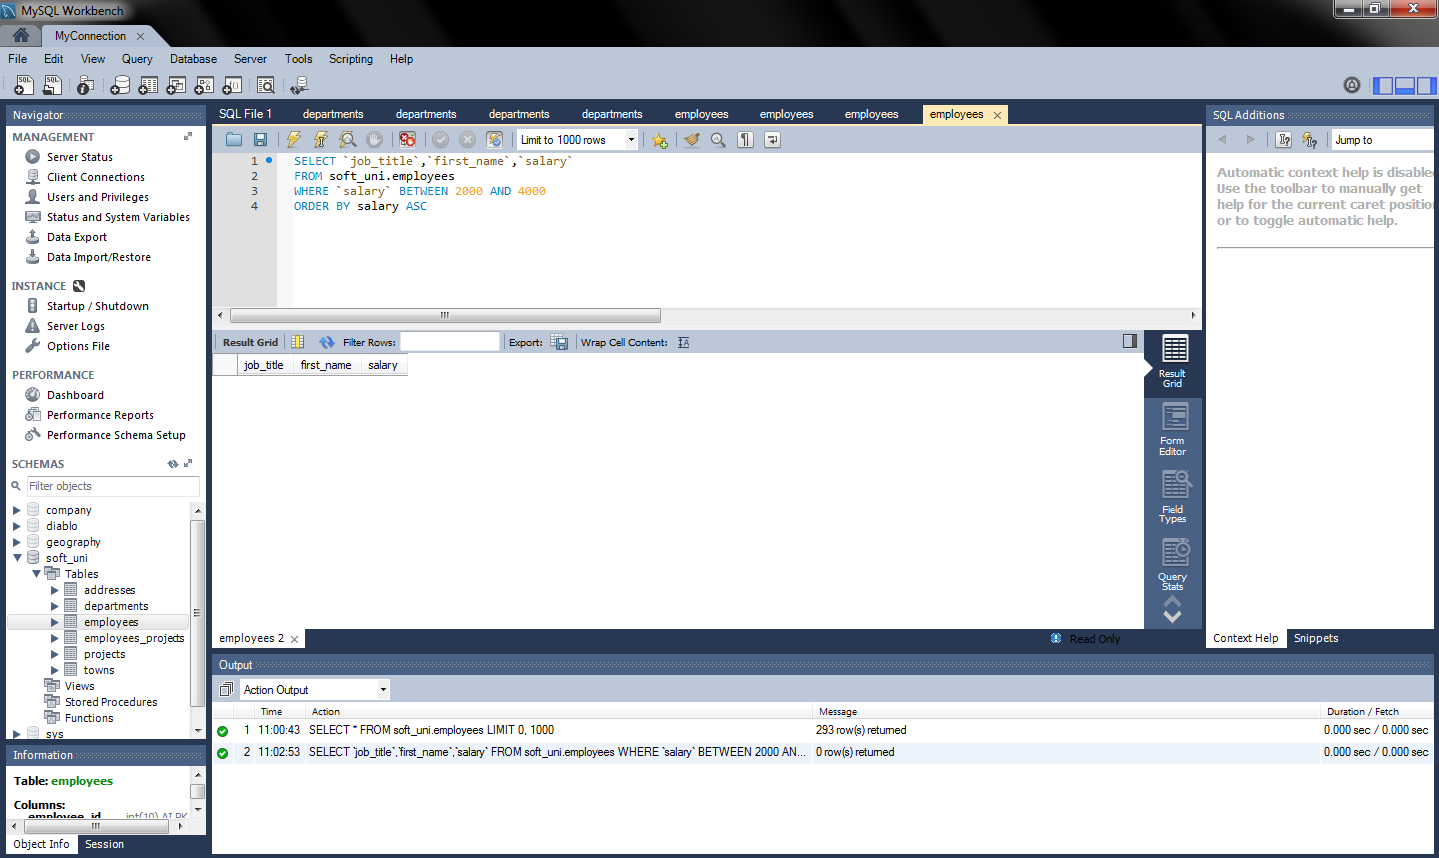 MySQL Workbench
MyConnection
File Edit View Query Database Server Tools Scripting Help
Navigator
MANAGEMENT
Server Status
Client Connections
Users and Privileges
Status and System Variables
Data Export
Data Import/Restore
INSTANCE
Startup / Shutdown
Server Logs
Options File
PERFORMANCE
Dashboard
Performance Reports
Performance Schema Setup
SCHEMAS
Filter objects
company
diablo
geography
soft_uni
Tables
addresses
departments
employees
employees_projects
projects
towns
Views
Stored Procedures
Functions
sys
Information
Table: employees
Columns:
employee_id int(10) AI PK
Object Info Session
SQL File 1 departments departments departments departments employees employees employees employees
Limit to 1000 rows
1 SELECT `job_title`,`first_name`,`salary`
2 FROM soft_uni.employees
3 WHERE `salary` BETWEEN 2000 AND 4000
4 ORDER BY salary ASC
Result Grid Filter Rows: Export: Wrap Cell Content:
job_title first_name salary
Result
Grid
Form
Editor
Field
Types
Query
Stats
employees 2 Read Only
SQL Additions
Jump to
Automatic context help is disabled
Use the toolbar to manually get
help for the current caret position
or to toggle automatic help.
Context Help Snippets
Output
Action Output
Time Action Message Duration / Fetch
1 11:00:43 SELECT * FROM soft_uni.employees LIMIT 0, 1000 293 row(s) returned 0.000 sec / 0.000 sec
2 11:02:53 SELECT `job_title`,`first_name`,`salary` FROM soft_uni.employees WHERE `salary` BETWEEN 2000 AN... 0 row(s) returned 0.000 sec / 0.000 sec